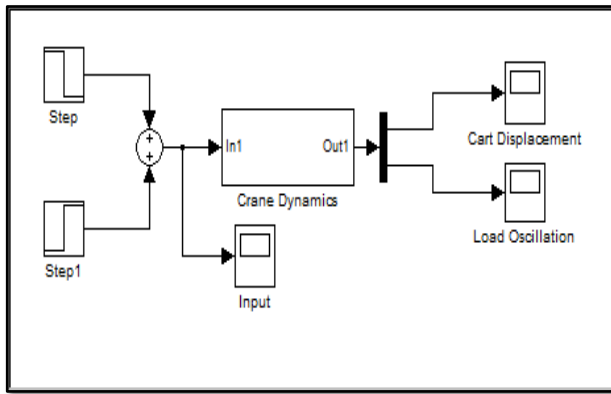 Step
+
+
Step1
In1
Out1
Crane Dynamics
Input
Cart Displacement
Load Oscillation